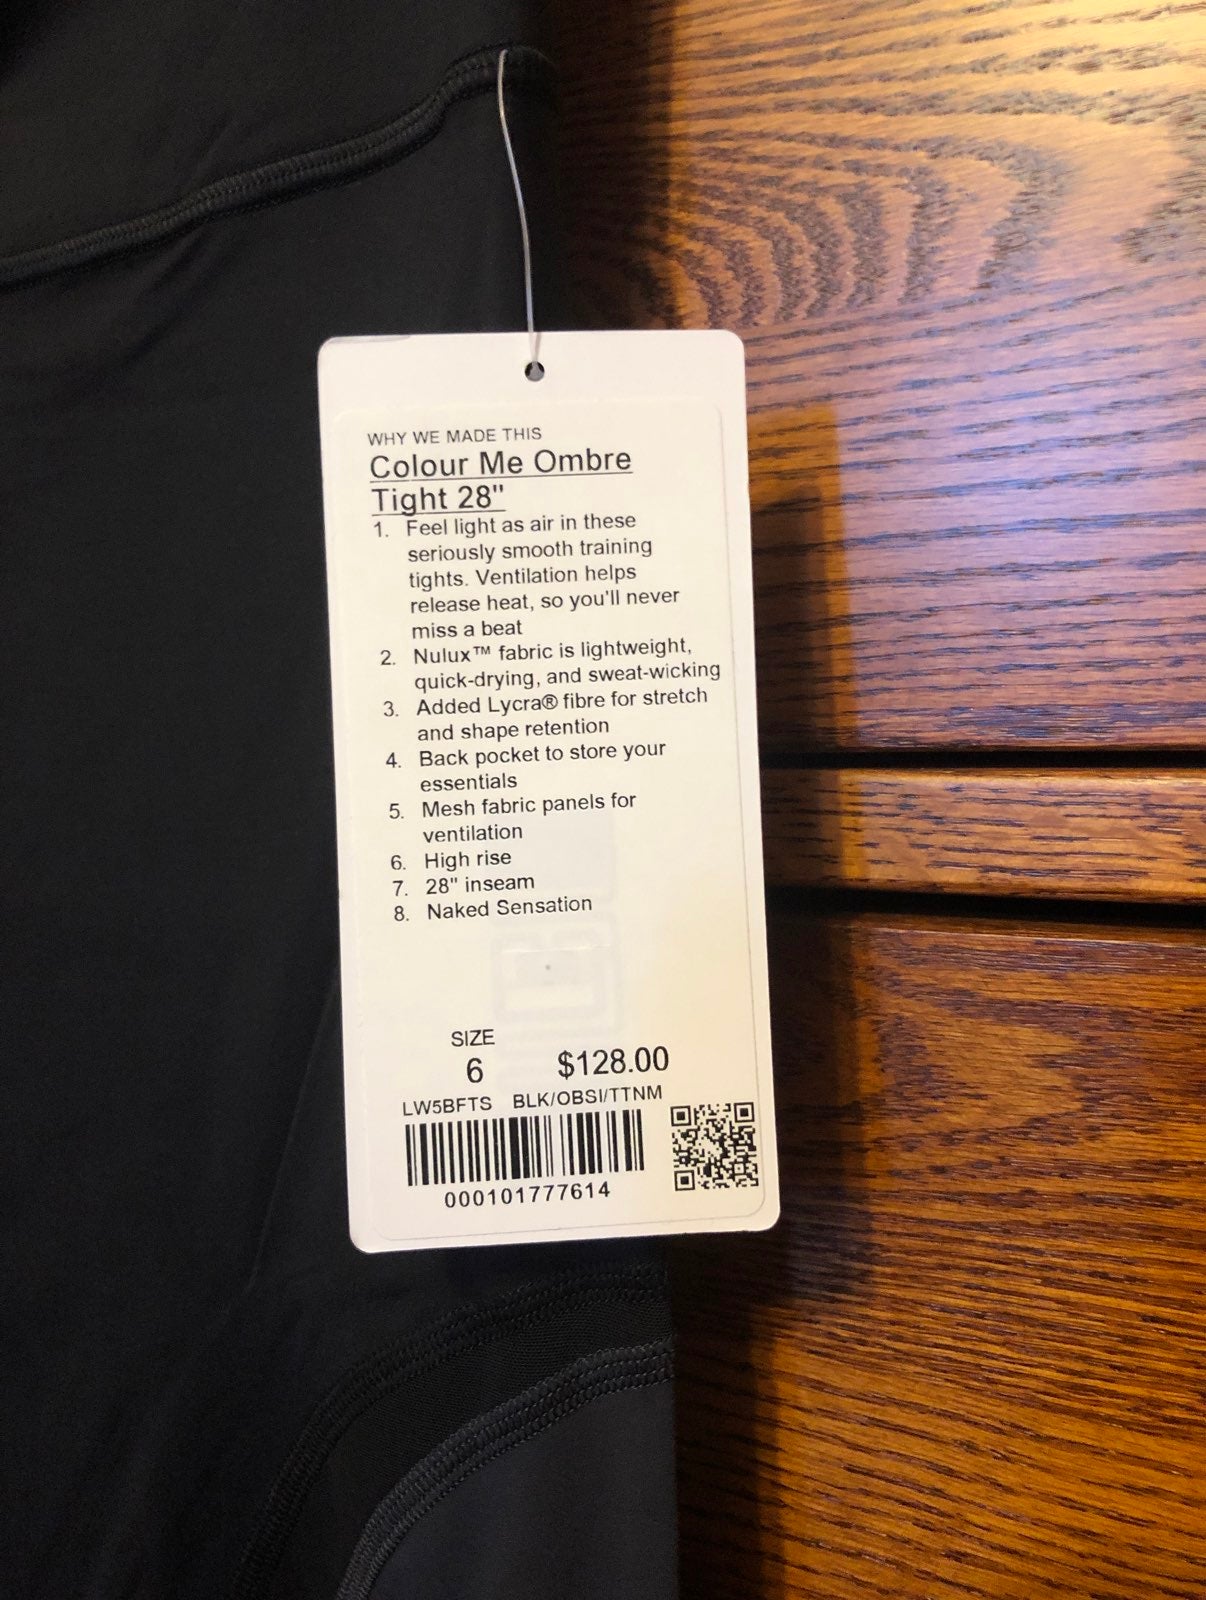 WHY WE MADE THIS
Colour Me Ombre
Tight 28"
1. Feel light as air in these
seriously smooth training
tights. Ventilation helps
release heat, so you'll never
miss a beat
2. Nulux™ fabric is lightweight,
quick-drying, and sweat-wicking
3. Added Lycra® fibre for stretch
and shape retention
4. Back pocket to store your
essentials
5. Mesh fabric panels for
ventilation
6. High rise
7. 28" inseam
8. Naked Sensation
SIZE
6 $128.00
LW5BFTS BLK/OBSI/TTNM
000101777614